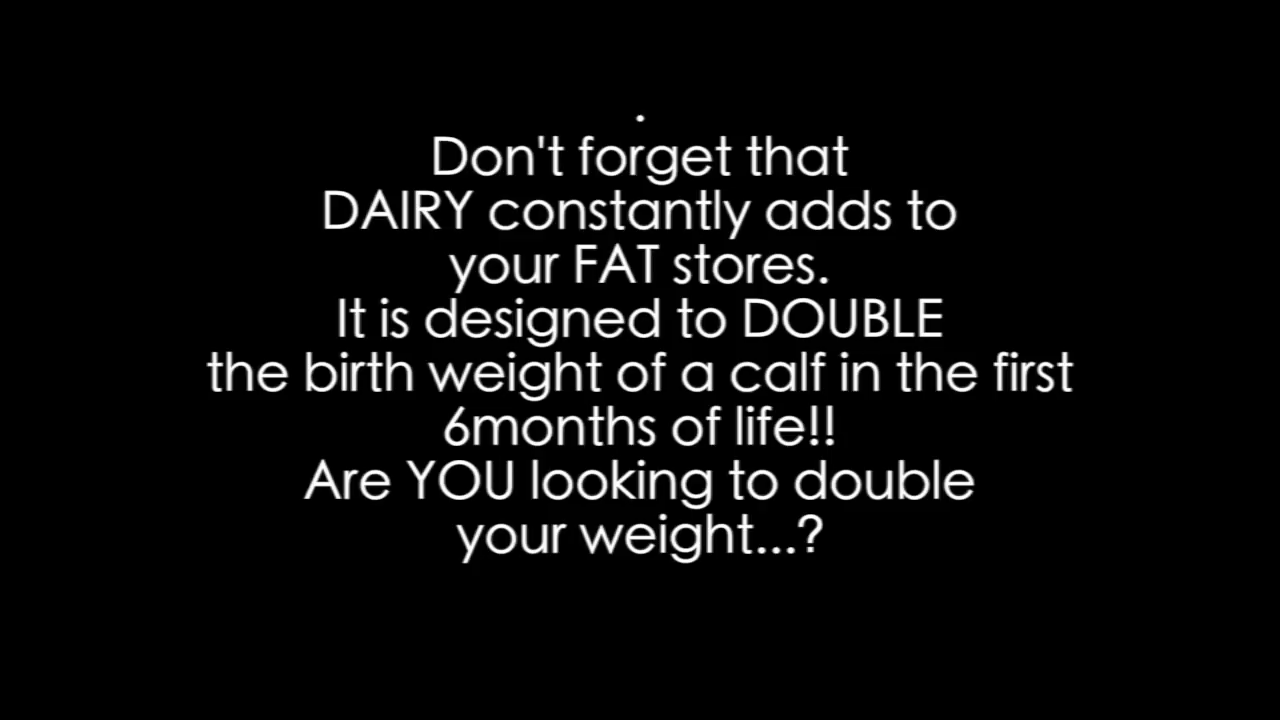 .
Don't forget that
DAIRY constantly adds to
your FAT stores.
It is designed to DOUBLE
the birth weight of a calf in the first
6months of life!!
Are YOU looking to double
your weight...?